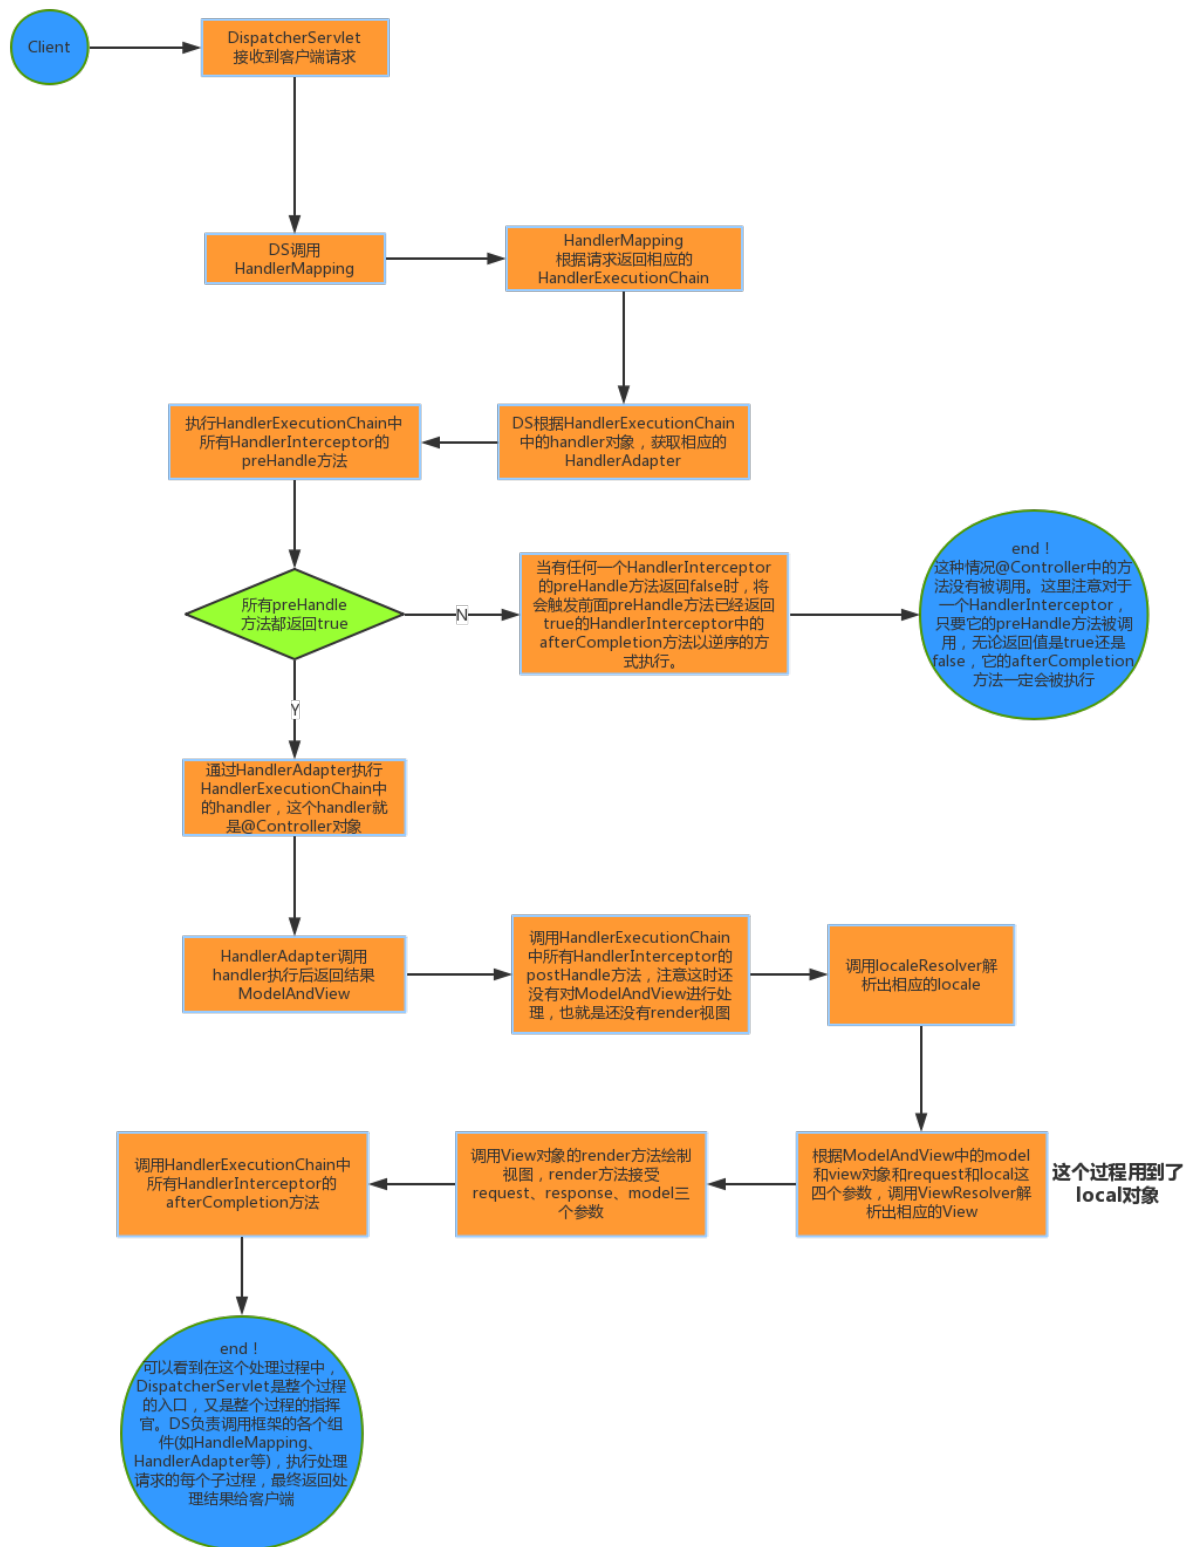 Client
DispatcherServlet
接收到客户端请求
DS调用
HandlerMapping
HandlerMapping
根据请求返回相应的
HandlerExecutionChain
DS根据HandlerExecutionChain
中的handler对象，获取相应的
HandlerAdapter
执行HandlerExecutionChain中
所有HandlerInterceptor的
preHandle方法
所有preHandle
方法都返回true
N
当有任何一个HandlerInterceptor
的preHandle方法返回false时，将
会触发前面preHandle方法已经返回
true的HandlerInterceptor中的
afterCompletion方法以逆序的方
式执行。
end！
这种情况@Controller中的方
法没有被调用。这里注意对于
一个HandlerInterceptor，
只要它的preHandle方法被调
用，无论返回值是true还是
false，它的afterCompletion
方法一定会被执行
Y
通过HandlerAdapter执行
HandlerExecutionChain中
的handler，这个handler就
是@Controller对象
HandlerAdapter调用
handler执行后返回结果
ModelAndView
调用HandlerExecutionChain
中所有HandlerInterceptor的
postHandle方法，注意这时还
没有对ModelAndView进行处
理，也就是还没有render视图
调用localeResolver解
析出相应的locale
根据ModelAndView中的model
和view对象和request和local这
四个参数，调用ViewResolver解
析出相应的View
这个过程用到了
local对象
调用View对象的render方法绘制
视图，render方法接受
request、response、model三
个参数
调用HandlerExecutionChain中
所有HandlerInterceptor的
afterCompletion方法
end！
可以看到在这个处理过程中，
DispatcherServlet是整个过程
的入口，又是整个过程的指挥
官。DS负责调用框架的各个组
件(如HandleMapping、
HandlerAdapter等)，执行处理
请求的每个子过程，最终返回处
理结果给客户端